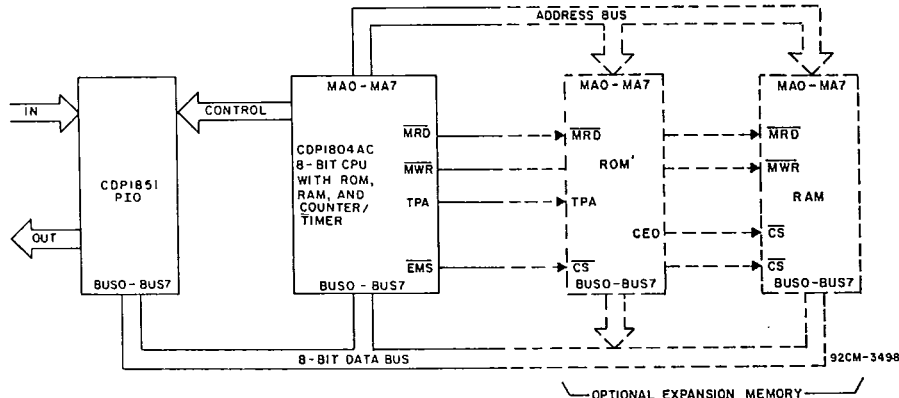 ADDRESS BUS
IN
CONTROL
OUT
CDP1851
PIO
BUS0-BUS7
MA0-MA7
CDP1804AC
8-BIT CPU
WITH ROM,
RAM, AND
COUNTER/
TIMER
MRD
MWR
TPA
EMS
BUS0-BUS7
MA0-MA7
MRD
ROM'
TPA
CEO
CS
BUS0-BUS7
MA0-MA7
MRD
MWR
RAM
CS
CS
BUS0-BUS7
8-BIT DATA BUS
92CM-3498
OPTIONAL EXPANSION MEMORY